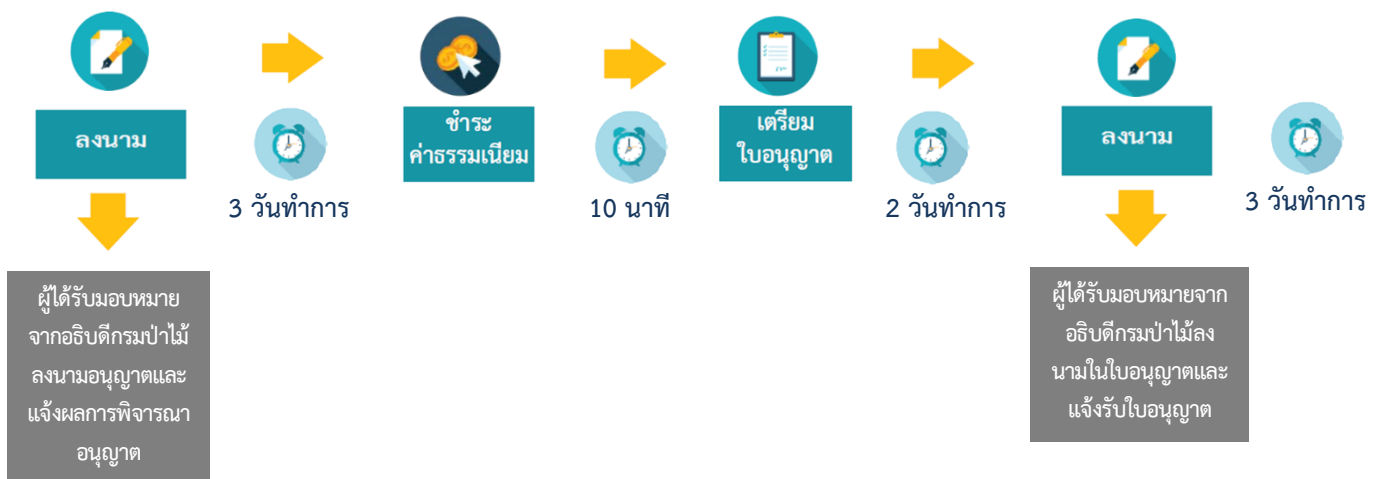 ลงนาม
3 วันทำการ
ชำระ
ค่าธรรมเนียม
10 นาที
เตรียม
ใบอนุญาต
2 วันทำการ
ลงนาม
3 วันทำการ
ผู้ได้รับมอบหมาย
จากอธิบดีกรมป่าไม้
ลงนามอนุญาตและ
แจ้งผลการพิจารณา
อนุญาต
ผู้ได้รับมอบหมายจาก
อธิบดีกรมป่าไม้ลง
นามในใบอนุญาตและ
แจ้งรับใบอนุญาต